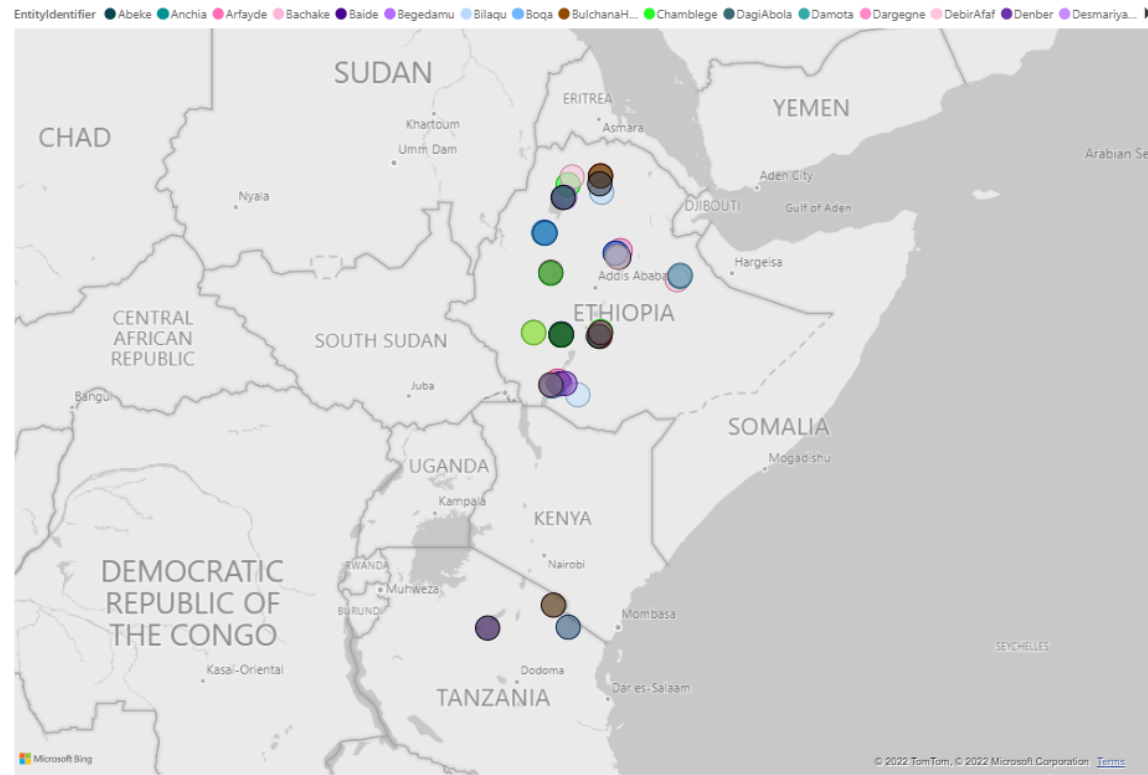 EntityIdentifier Abeke Anchia Arfayde Bachake Baide Begedamu Bilaqu Boqa BulchanaH... Chamblege DagiAbola Damota Dargegne DebirAfaf Denber Desmariya...
SUDAN
ERITREA
YEMEN
CHAD
Khartoum
Asmara
Umm Dam
Arabian Se
Aden City
Nyala
DJIBOUTI
Gulf of Aden
Hargeisa
Addis Ababa
ETHIOPIA
CENTRAL
AFRICAN
REPUBLIC
SOUTH SUDAN
Juba
Bangui
SOMALIA
Mogadishu
UGANDA
Kampala
KENYA
Nairobi
RWANDA
DEMOCRATIC
REPUBLIC OF
THE CONGO
Muhweza
BURUNDI
Mombasa
SEYCHELLES
Kasai-Oriental
Dodoma
TANZANIA
Dar es-Salaam
Microsoft Bing
© 2022 TomTom, © 2022 Microsoft Corporation Terms